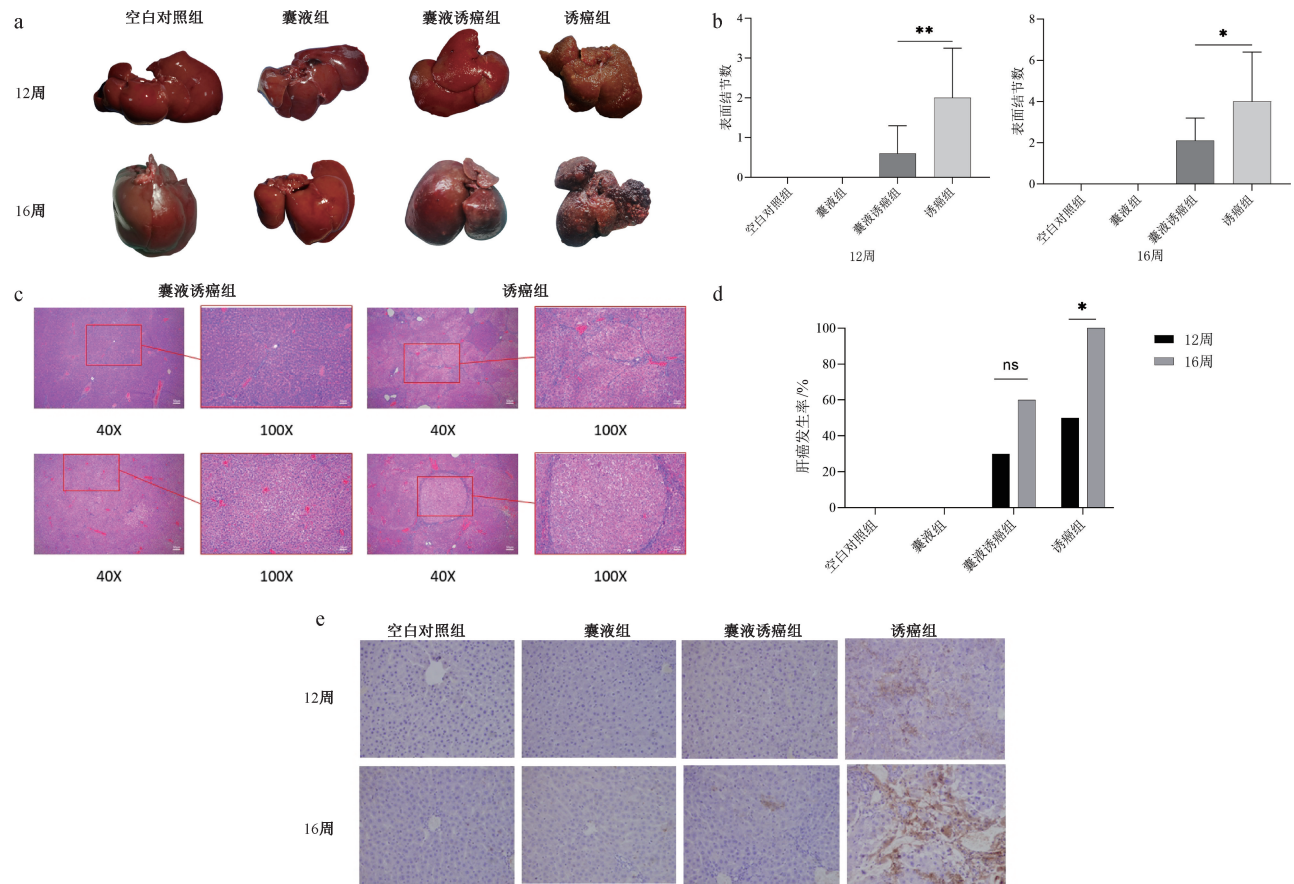 a
空白对照组 囊液组 囊液诱癌组 诱癌组
12周
16周
b
**
表面结节数
4
3
2
1
0
空白对照组 囊液组 囊液诱癌组 诱癌组
12周
*
表面结节数
8
6
4
2
0
空白对照组 囊液组 囊液诱癌组 诱癌组
16周
c
囊液诱癌组 诱癌组
40X 100X 40X 100X
40X 100X 40X 100X
d
肝癌发生率/%
100
80
60
40
20
0
ns
*
12周
16周
空白对照组 囊液组 囊液诱癌组 诱癌组
e
空白对照组 囊液组 囊液诱癌组 诱癌组
12周
16周